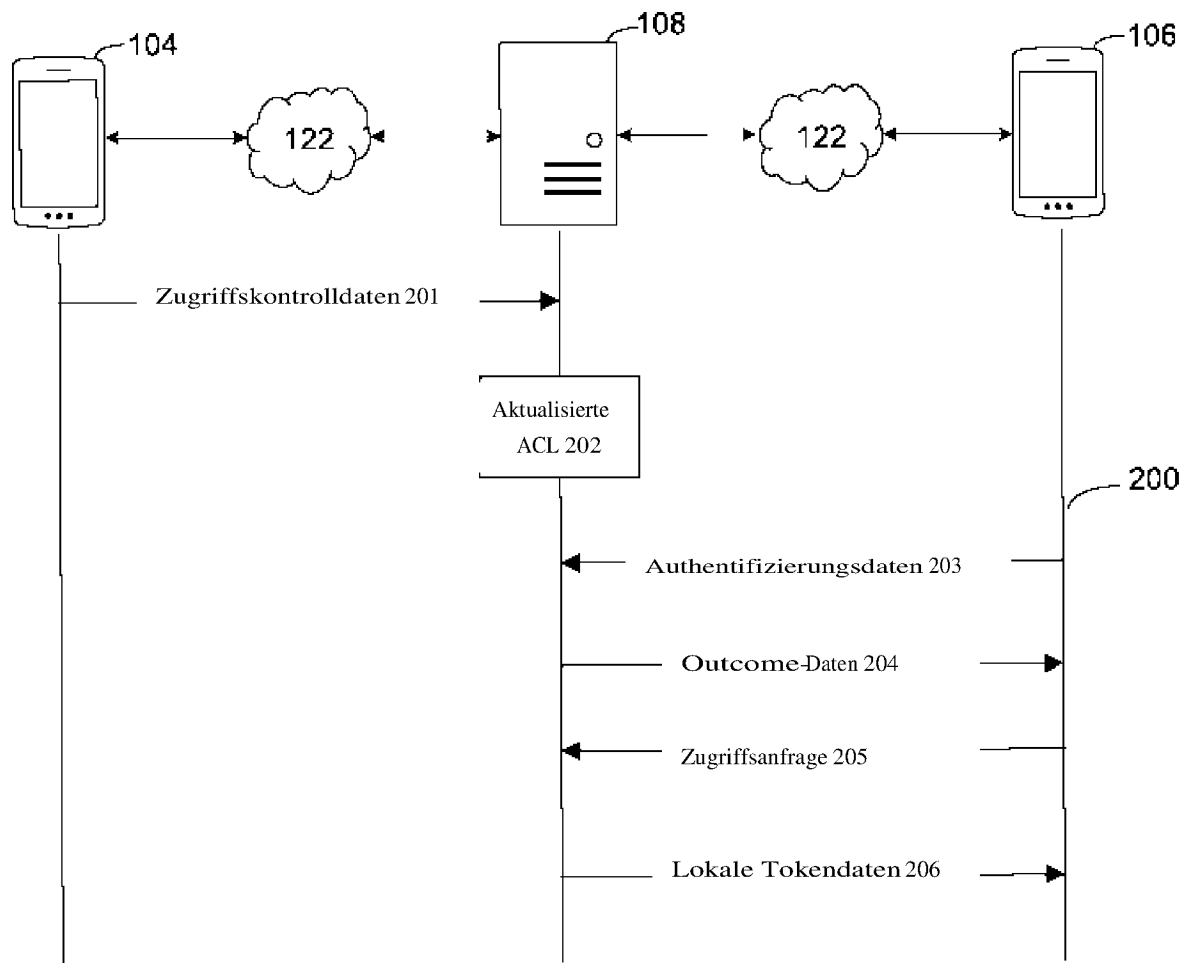 104
108
106
122
122
Zugriffskontrolldaten 201
Aktualisierte
ACL 202
200
Authentifizierungsdaten 203
Outcome-Daten 204
Zugriffsanfrage 205
Lokale Tokendaten 206